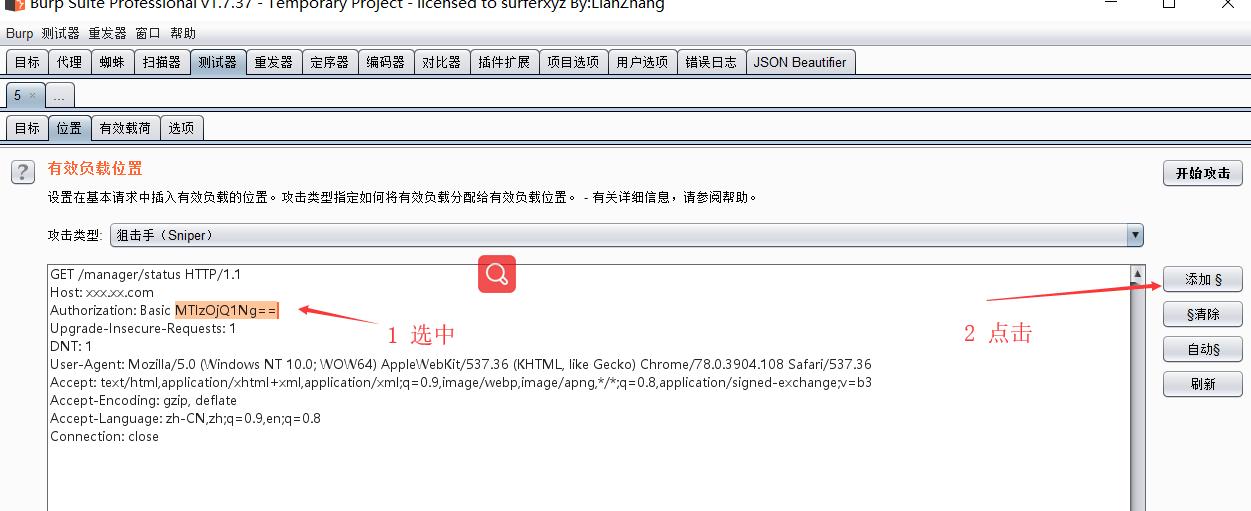 Burp Suite Professional v1.7.37 - Temporary Project - licensed to surferxyz By:LianZhang
Burp 测试器 重发器 窗口 帮助
目标 代理 蜘蛛 扫描器 测试器 重发器 定序器 编码器 对比器 插件扩展 项目选项 用户选项 错误日志 JSON Beautifier
5 × ...
目标 位置 有效载荷 选项
? 有效负载位置
开始攻击
设置在基本请求中插入有效负载的位置。攻击类型指定如何将有效负载分配给有效负载位置。 - 有关详细信息，请参阅帮助。
攻击类型: 狙击手（Sniper）
GET /manager/status HTTP/1.1
Host: xxx.xx.com
Authorization: Basic MTIzOjQ1Ng==
Upgrade-Insecure-Requests: 1
DNT: 1
User-Agent: Mozilla/5.0 (Windows NT 10.0; WOW64) AppleWebKit/537.36 (KHTML, like Gecko) Chrome/78.0.3904.108 Safari/537.36
Accept: text/html,application/xhtml+xml,application/xml;q=0.9,image/webp,image/apng,*/*;q=0.8,application/signed-exchange;v=b3
Accept-Encoding: gzip, deflate
Accept-Language: zh-CN,zh;q=0.9,en;q=0.8
Connection: close
1 选中
2 点击
添加 §
§清除
自动§
刷新